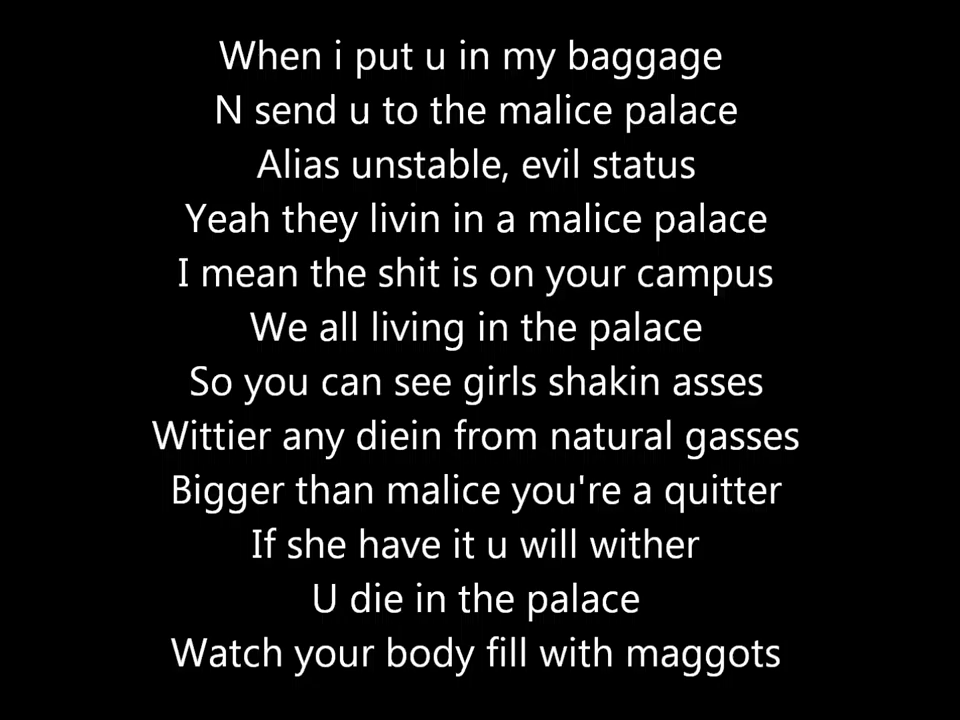 When i put u in my baggage
N send u to the malice palace
Alias unstable, evil status
Yeah they livin in a malice palace
I mean the shit is on your campus
We all living in the palace
So you can see girls shakin asses
Wittier any diein from natural gasses
Bigger than malice you're a quitter
If she have it u will wither
U die in the palace
Watch your body fill with maggots